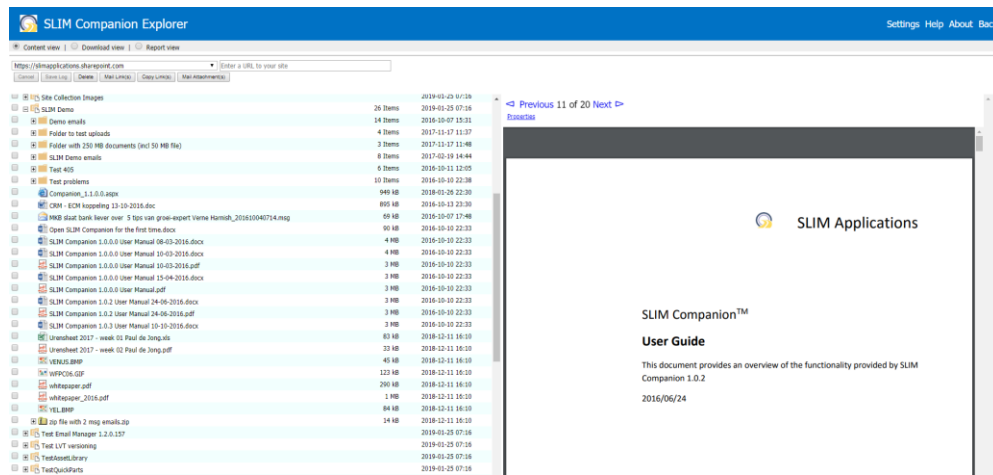 SLIM Companion Explorer
Settings Help About Bac
Content view | Download view | Report view
https://slimapplications.sharepoint.com Enter a URL to your site
Cancel Save Log Delete Mail Link(s) Copy Link(s) Mail Attachment(s)
Site Collection Images 2019-01-25 07:16
SLIM Demo 26 Items 2019-01-25 07:16
Demo emails 14 Items 2016-10-07 15:31
Folder to test uploads 4 Items 2017-11-17 11:37
Folder with 250 MB documents (incl 50 MB file) 3 Items 2017-11-17 11:48
SLIM Demo emails 8 Items 2017-02-19 14:44
Test 405 6 Items 2016-10-11 12:05
Test problems 10 Items 2016-10-10 22:38
Companion_1.1.0.0.aspx 949 kB 2018-01-26 22:30
CRM - ECM koppeling 13-10-2016.doc 895 kB 2016-10-13 23:30
MKB slaat bank liever over 5 tips van groei-expert Verne Harnish_201610040714.msg 69 kB 2016-10-07 17:48
Open SLIM Companion for the first time.docx 90 kB 2016-10-10 22:33
SLIM Companion 1.0.0.0 User Manual 08-03-2016.docx 4 MB 2016-10-10 22:33
SLIM Companion 1.0.0.0 User Manual 10-03-2016.docx 4 MB 2016-10-10 22:33
SLIM Companion 1.0.0.0 User Manual 10-03-2016.pdf 3 MB 2016-10-10 22:33
SLIM Companion 1.0.0.0 User Manual 15-04-2016.docx 3 MB 2016-10-10 22:33
SLIM Companion 1.0.0.0 User Manual.pdf 3 MB 2016-10-10 22:33
SLIM Companion 1.0.2 User Manual 24-06-2016.docx 3 MB 2016-10-10 22:33
SLIM Companion 1.0.2 User Manual 24-06-2016.pdf 3 MB 2016-10-10 22:33
SLIM Companion 1.0.3 User Manual 10-10-2016.docx 3 MB 2016-10-10 22:33
Urensheet 2017 - week 01 Paul de Jong.xls 83 kB 2018-12-11 16:10
Urensheet 2017 - week 02 Paul de Jong.pdf 33 kB 2018-12-11 16:10
VENUS.BMP 45 kB 2018-12-11 16:10
WFPC06.GIF 123 kB 2018-12-11 16:10
whitepaper.pdf 290 kB 2018-12-11 16:10
whitepaper_2016.pdf 1 MB 2018-12-11 16:10
YEL.BMP 84 kB 2018-12-11 16:10
zip file with 2 msg emails.zip 14 kB 2018-12-11 16:10
Test Email Manager 1.2.0.157 2019-01-25 07:16
Test LVT versioning 2019-01-25 07:16
TestAssetLibrary 2019-01-25 07:16
TestQuickParts 2019-01-25 07:16
Previous 11 of 20 Next
Properties
SLIM Applications
SLIM Companion™
User Guide
This document provides an overview of the functionality provided by SLIM
Companion 1.0.2
2016/06/24